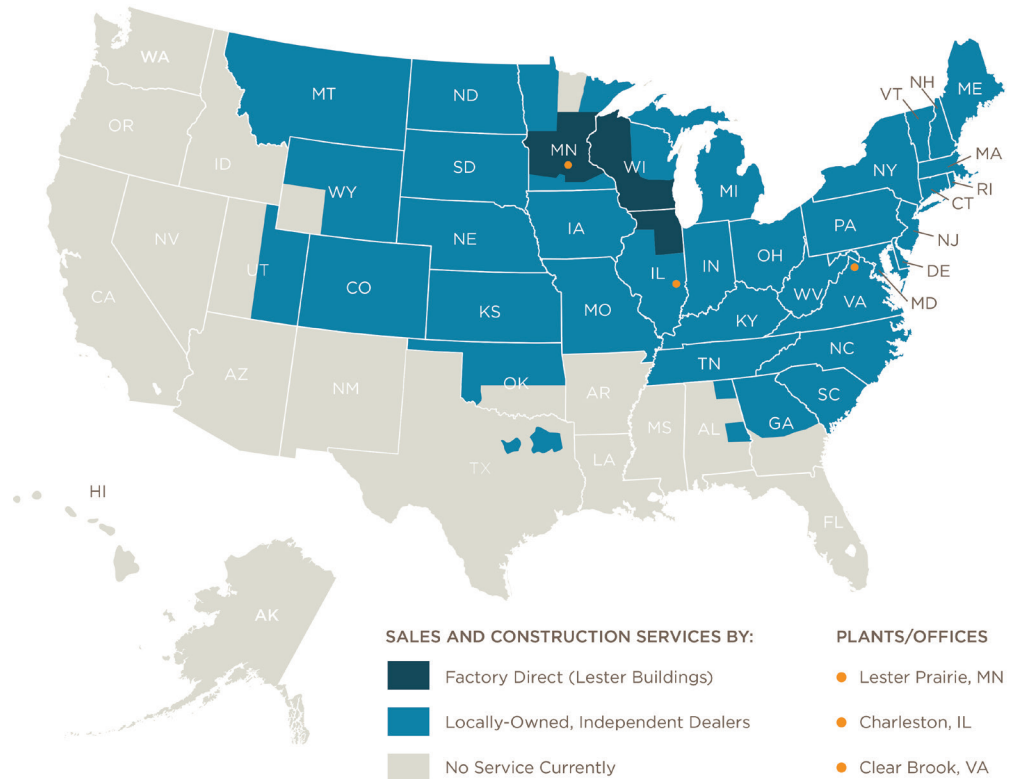 WA
MT
ND
MN
OR
ID
WY
SD
WI
MI
NY
VT
NH
ME
MA
RI
CT
NJ
PA
DE
MD
NV
UT
CO
NE
IA
IL
IN
OH
WV
VA
CA
KS
MO
KY
NC
TN
SC
AZ
NM
OK
AR
TX
LA
MS
AL
GA
FL
HI
AK
SALES AND CONSTRUCTION SERVICES BY:
Factory Direct (Lester Buildings)
Locally-Owned, Independent Dealers
No Service Currently
PLANTS/OFFICES
Lester Prairie, MN
Charleston, IL
Clear Brook, VA